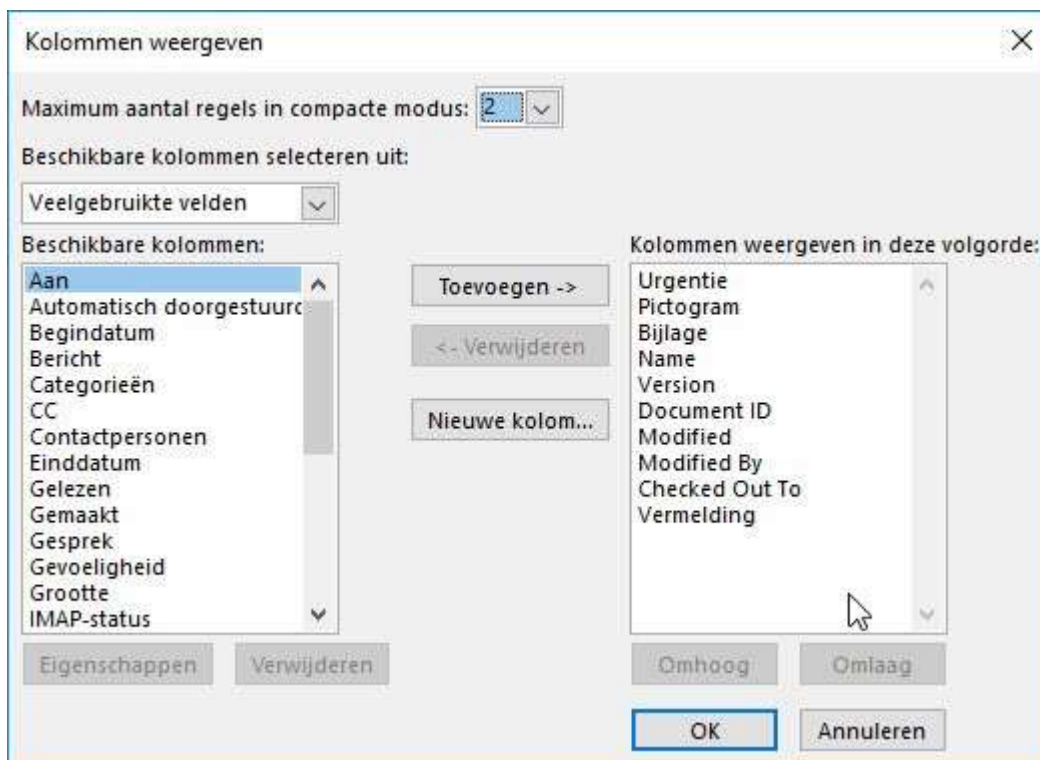 Kolommen weergeven
Maximum aantal regels in compacte modus: 2
Beschikbare kolommen selecteren uit:
Veelgebruikte velden
Beschikbare kolommen:
Aan
Automatisch doorgestuurd
Begindatum
Bericht
Categorieën
CC
Contactpersonen
Einddatum
Gelezen
Gemaakt
Gesprek
Gevoeligheid
Grootte
IMAP-status
Eigenschappen
Verwijderen
Toevoegen ->
<- Verwijderen
Nieuwe kolom...
Kolommen weergeven in deze volgorde:
Urgentie
Pictogram
Bijlage
Name
Version
Document ID
Modified
Modified By
Checked Out To
Vermelding
Omhoog
Omlaag
OK
Annuleren